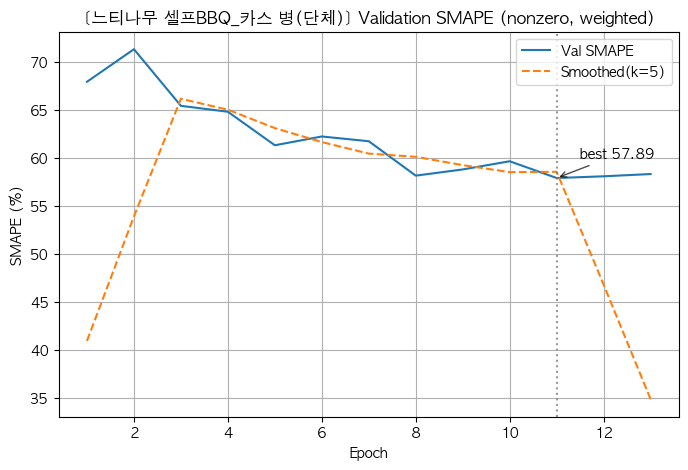 [느티나무 셀프BBQ_카스 병(단체)] Validation SMAPE (nonzero, weighted)
Val SMAPE
Smoothed(k=5)
best 57.89
SMAPE (%)
70
65
60
55
50
45
40
35
2 4 6 8 10 12
Epoch